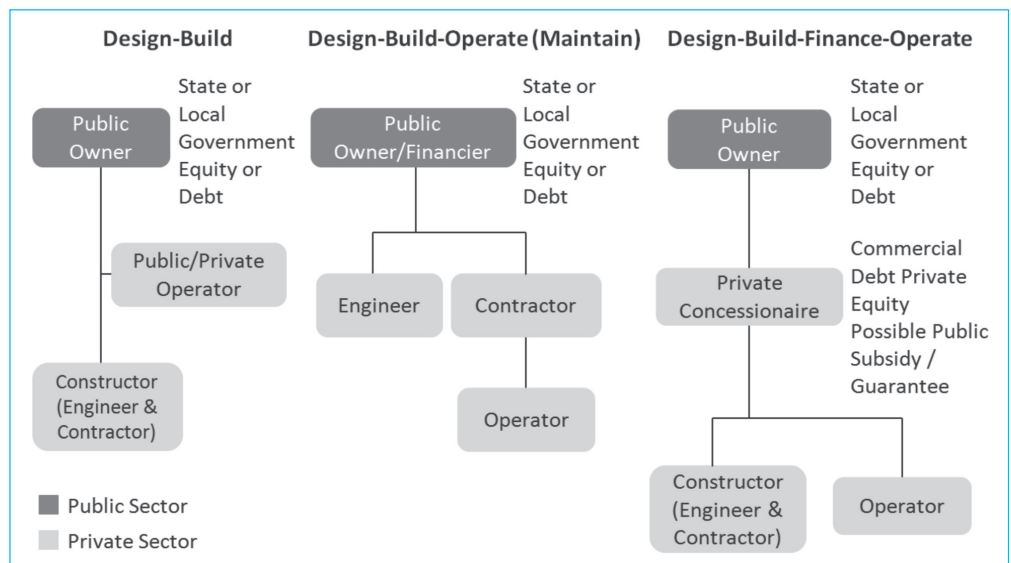 Design-Build
Public
Owner
State or
Local
Government
Equity or
Debt
Public/Private
Operator
Constructor
(Engineer &
Contractor)
Public Sector
Private Sector
Design-Build-Operate (Maintain)
Public
Owner/Financier
State or
Local
Government
Equity or
Debt
Engineer
Contractor
Operator
Design-Build-Finance-Operate
Public
Owner
State or
Local
Government
Equity or
Debt
Private
Concessionaire
Commercial
Debt Private
Equity
Possible Public
Subsidy /
Guarantee
Constructor
(Engineer &
Contractor)
Operator